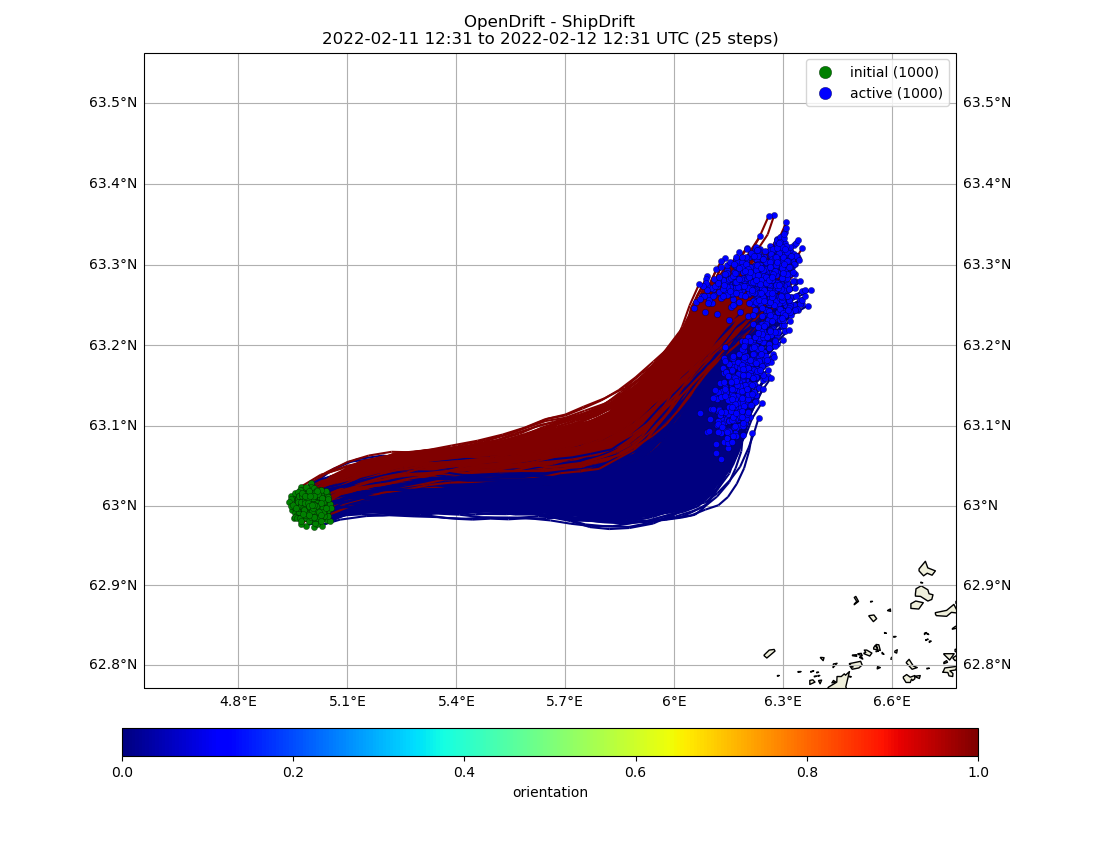 OpenDrift - ShipDrift
2022-02-11 12:31 to 2022-02-12 12:31 UTC (25 steps)
initial (1000)
active (1000)
63.5°N 63.5°N
63.4°N 63.4°N
63.3°N 63.3°N
63.2°N 63.2°N
63.1°N 63.1°N
63°N 63°N
62.9°N 62.9°N
62.8°N 62.8°N
4.8°E 5.1°E 5.4°E 5.7°E 6°E 6.3°E 6.6°E
0.0 0.2 0.4 0.6 0.8 1.0
orientation